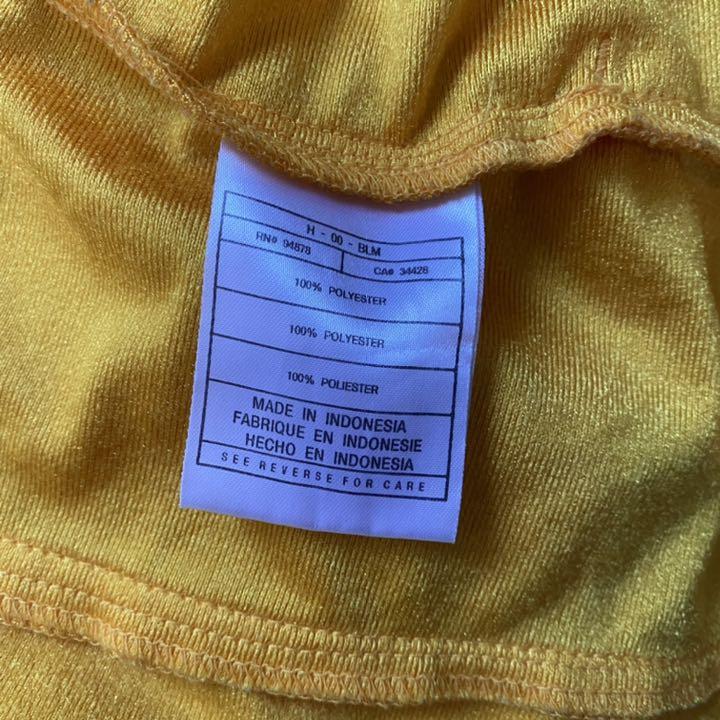 H - 00 - BLM
RN# 94878 CA# 34428
100% POLYESTER
100% POLYESTER
100% POLIESTER
MADE IN INDONESIA
FABRIQUE EN INDONESIE
HECHO EN INDONESIA
SEE REVERSE FOR CARE